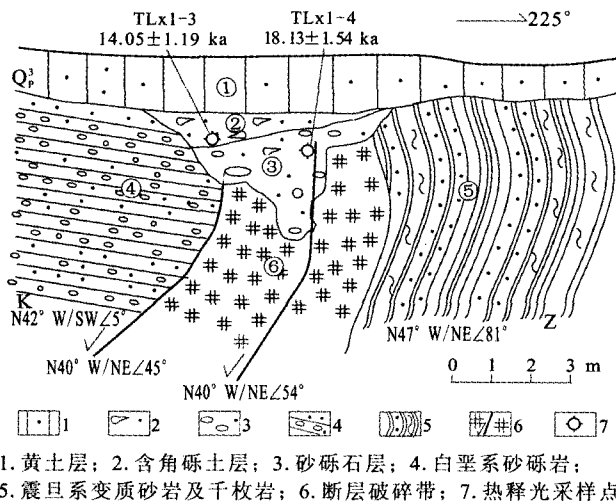 TLx1-3 TLx1-4
14.05±1.19 ka 18.13±1.54 ka
225°
Q³p
①
②
③
④
⑤
⑥
K
N42° W/SW∠5°
N47° W/NE∠81°
Z
N40° W/NE∠45°
N40° W/NE∠54°
0 1 2 3 m
1 2 3 4 5 6 7
1. 黄土层；2. 含角砾土层；3. 砂砾石层；4. 白垩系砂砾岩；
5. 震旦系变质砂岩及千枚岩；6. 断层破碎带；7. 热释光采样点